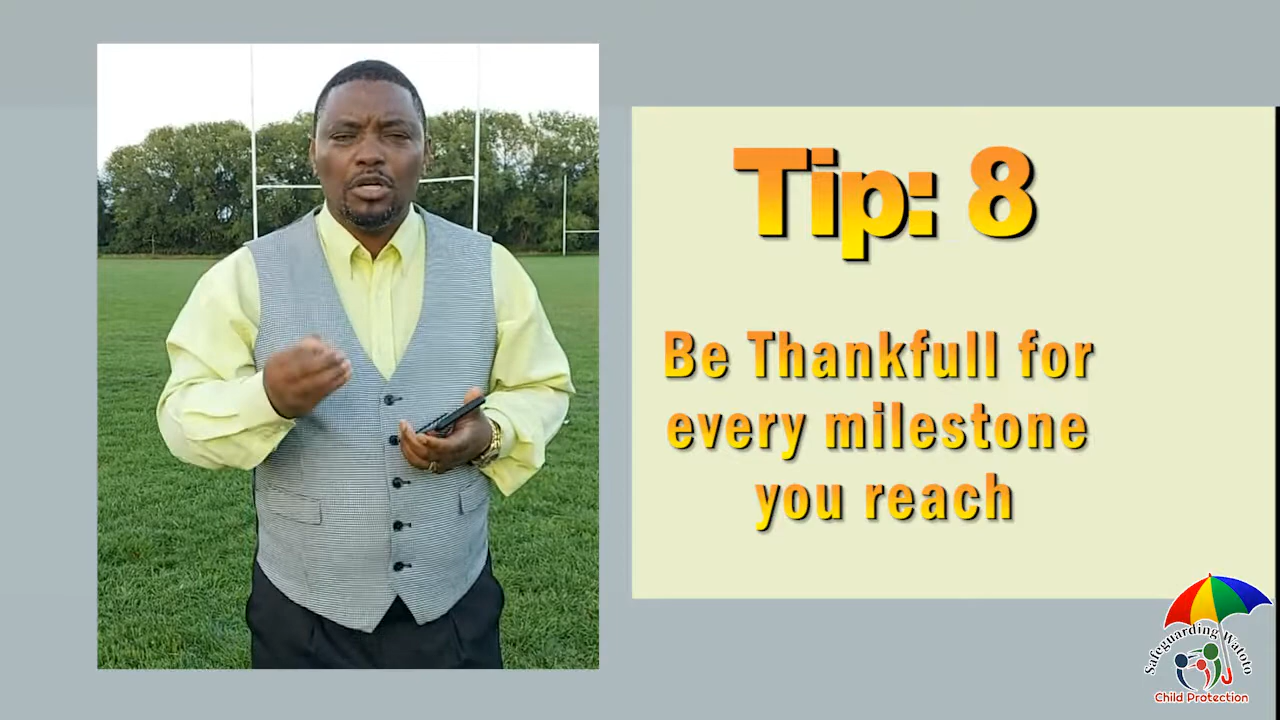 Tip: 8
Be Thankfull for
every milestone
you reach
Safeguarding Watoto
Child Protection